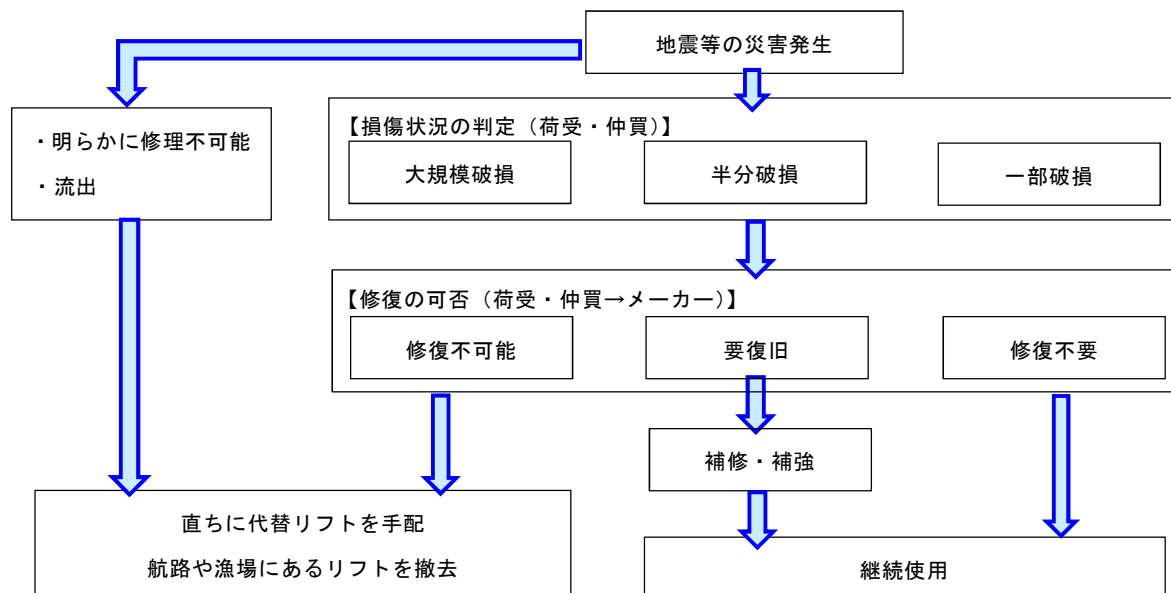 地震等の災害発生
・明らかに修理不可能
・流出
【損傷状況の判定（荷受・仲買）】
大規模破損
半分破損
一部破損
【修復の可否（荷受・仲買→メーカー）】
修復不可能
要復旧
修復不要
補修・補強
直ちに代替リフトを手配
航路や漁場にあるリフトを撤去
継続使用